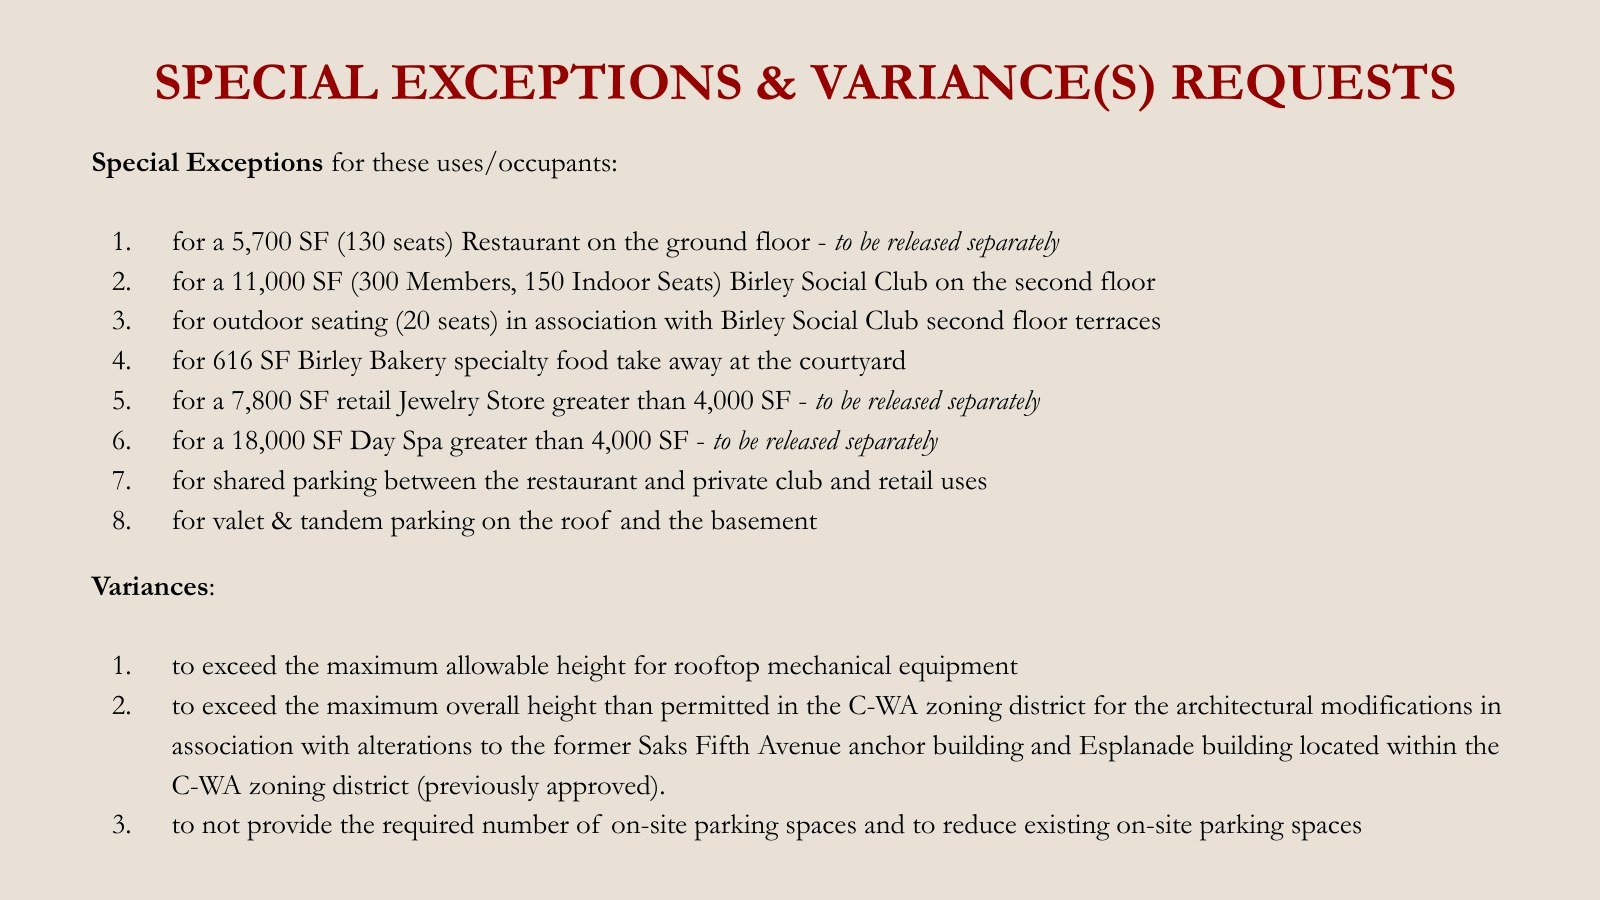 SPECIAL EXCEPTIONS & VARIANCE(S) REQUESTS
Special Exceptions for these uses/occupants:
1. for a 5,700 SF (130 seats) Restaurant on the ground floor - to be released separately
2. for a 11,000 SF (300 Members, 150 Indoor Seats) Birley Social Club on the second floor
3. for outdoor seating (20 seats) in association with Birley Social Club second floor terraces
4. for 616 SF Birley Bakery specialty food take away at the courtyard
5. for a 7,800 SF retail Jewelry Store greater than 4,000 SF - to be released separately
6. for a 18,000 SF Day Spa greater than 4,000 SF - to be released separately
7. for shared parking between the restaurant and private club and retail uses
8. for valet & tandem parking on the roof and the basement
Variances:
1. to exceed the maximum allowable height for rooftop mechanical equipment
2. to exceed the maximum overall height than permitted in the C-WA zoning district for the architectural modifications in
association with alterations to the former Saks Fifth Avenue anchor building and Esplanade building located within the
C-WA zoning district (previously approved).
3. to not provide the required number of on-site parking spaces and to reduce existing on-site parking spaces